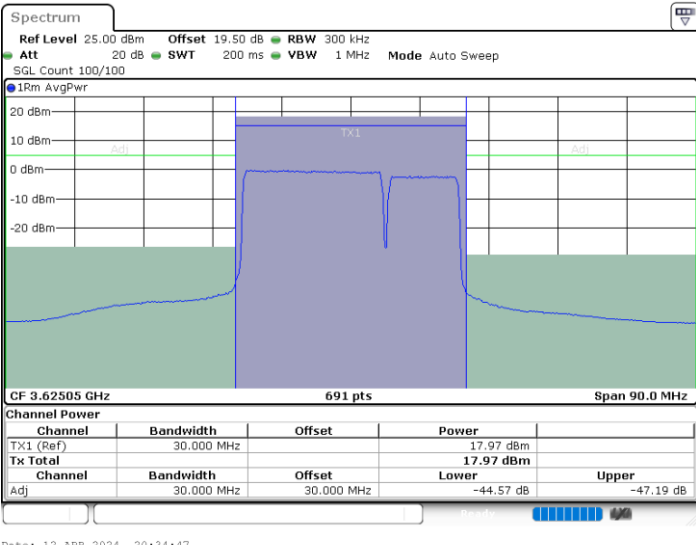 Spectrum
Ref Level 25.00 dBm Offset 19.50 dB RBW 300 kHz
Att 20 dB SWT 200 ms VBW 1 MHz Mode Auto Sweep
SGL Count 100/100
1Rm AvgPwr
20 dBm
TX1
10 dBm
Adj Adj
0 dBm
-10 dBm
-20 dBm
CF 3.62505 GHz 691 pts Span 90.0 MHz
Channel Power
Channel Bandwidth Offset Power
TX1 (Ref) 30.000 MHz 17.97 dBm
Tx Total 17.97 dBm
Channel Bandwidth Offset Lower Upper
Adj 30.000 MHz 30.000 MHz -44.57 dB -47.19 dB
Ready